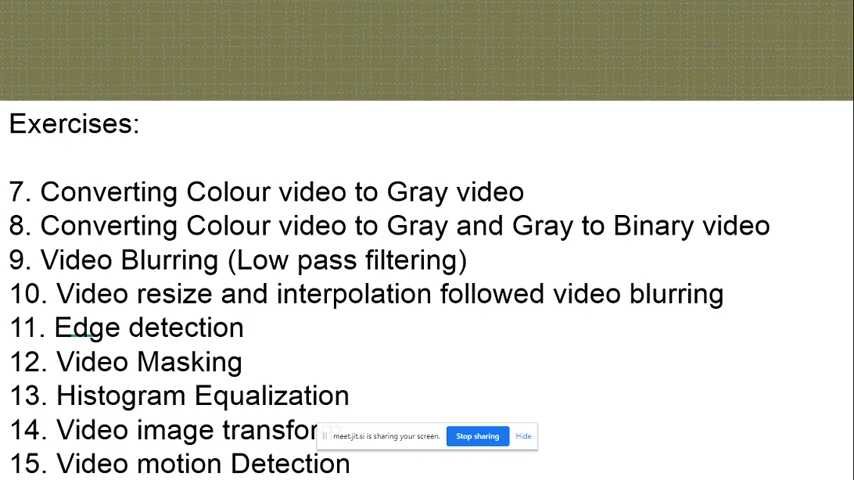 Exercises:
7. Converting Colour video to Gray video
8. Converting Colour video to Gray and Gray to Binary video
9. Video Blurring (Low pass filtering)
10. Video resize and interpolation followed video blurring
11. Edge detection
12. Video Masking
13. Histogram Equalization
14. Video image
meet.jit.si is sharing your screen. Stop sharing Hide
15. Video motion Detection